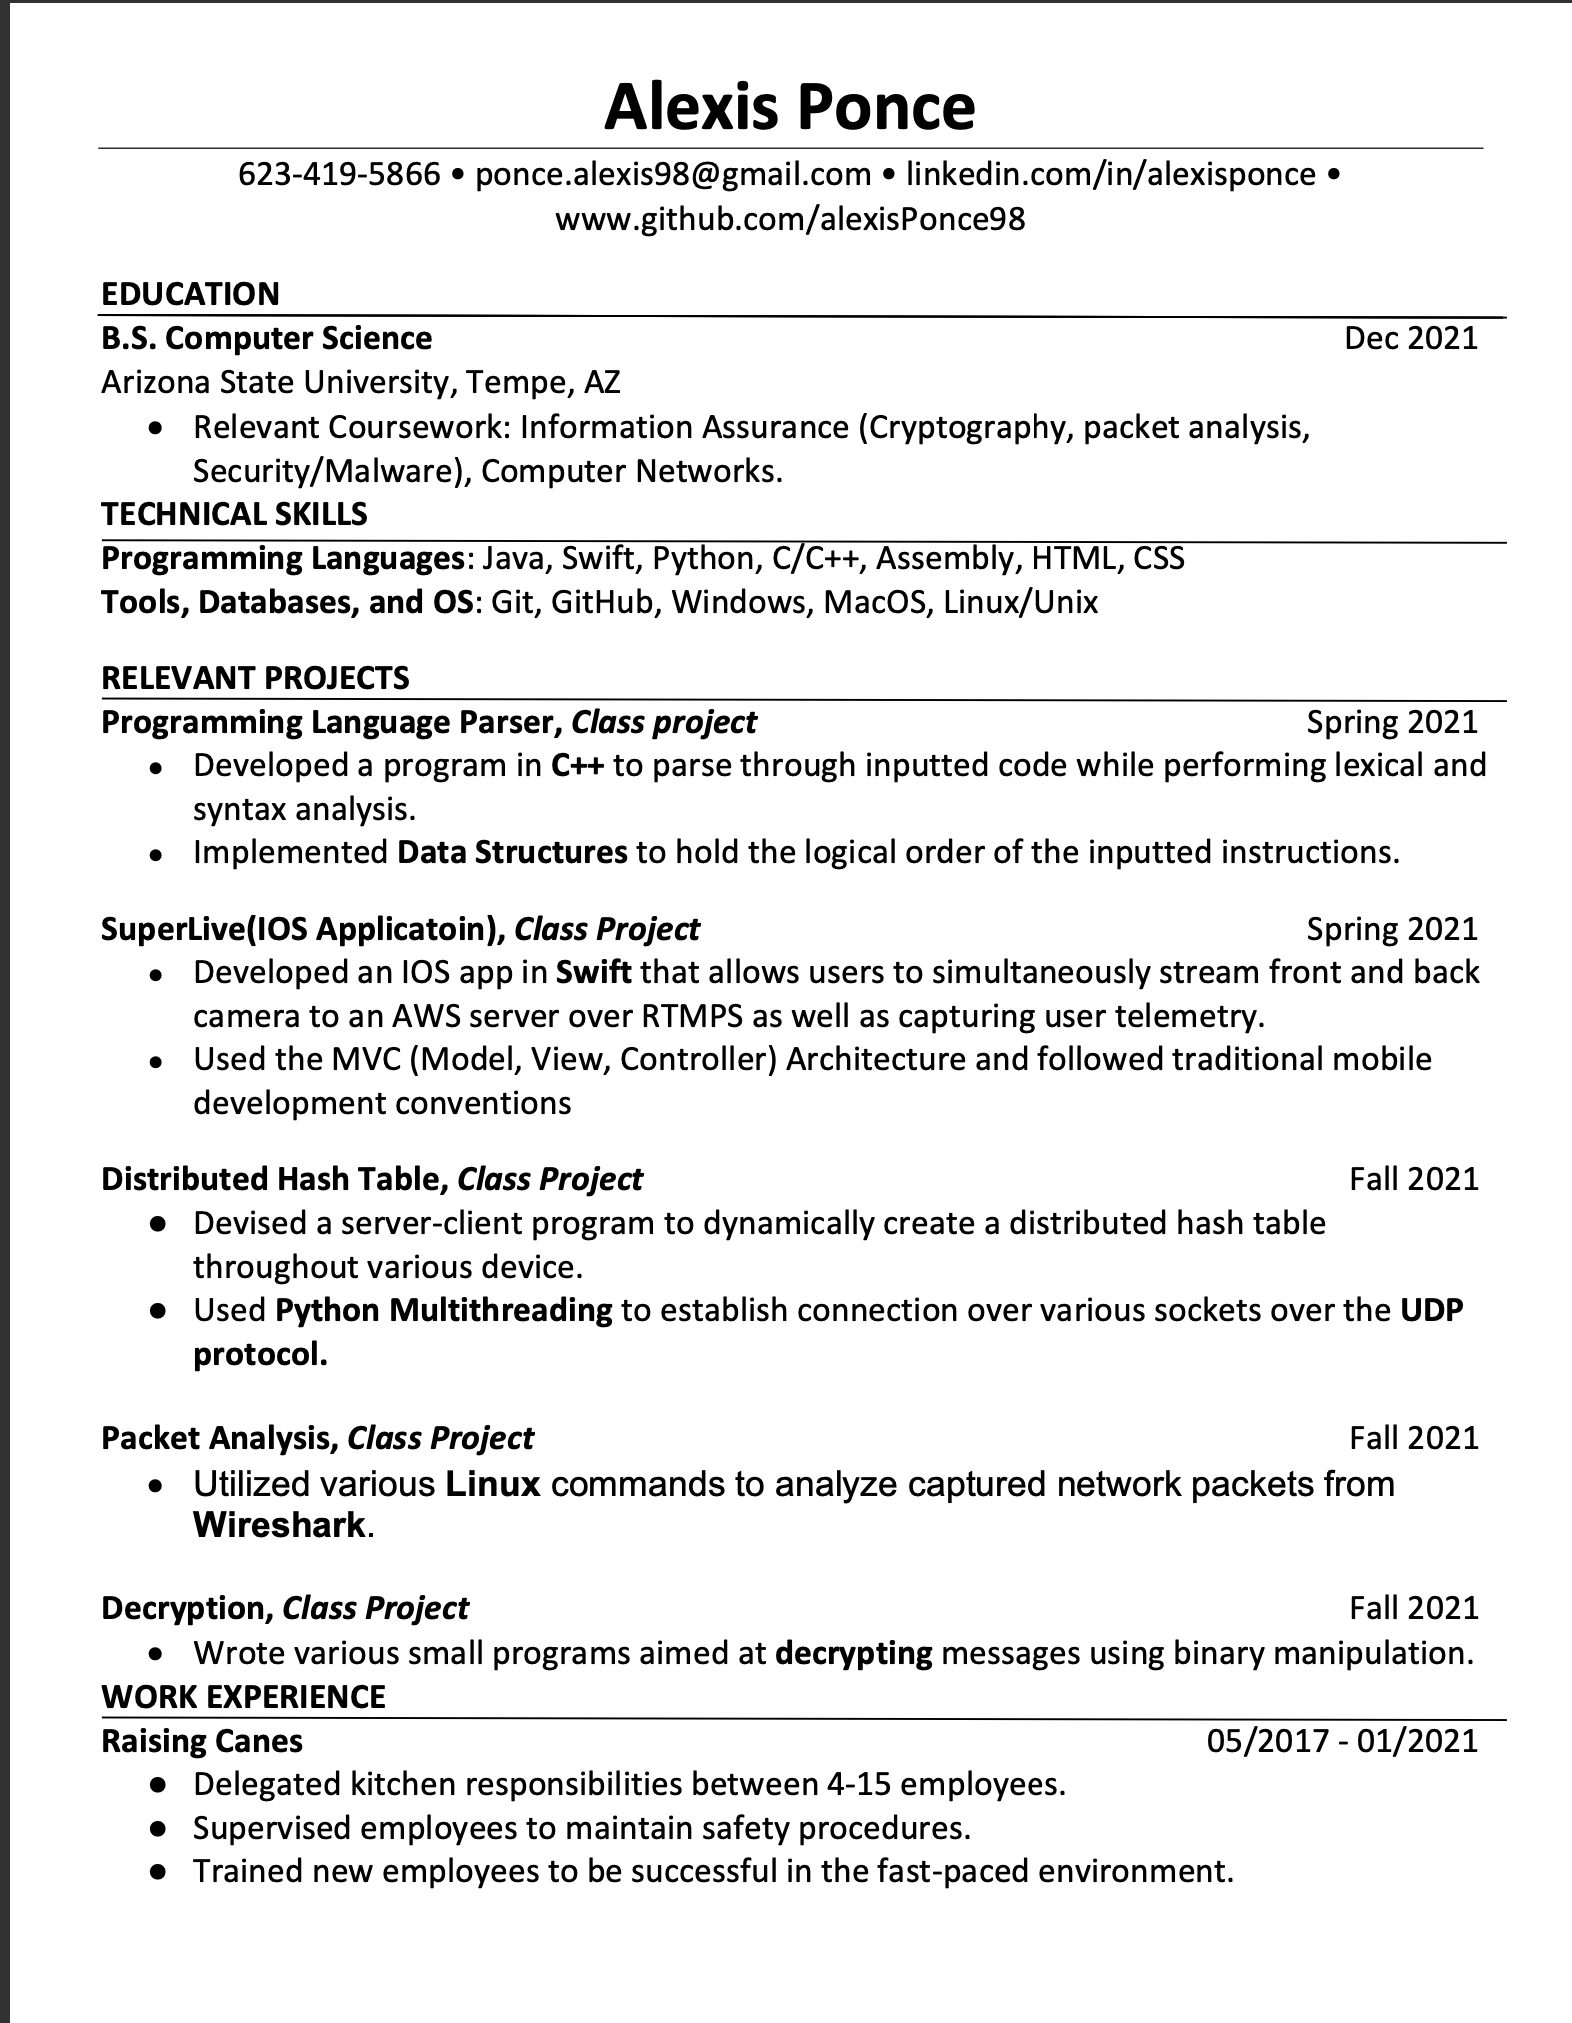 Alexis Ponce
623-419-5866 • ponce.alexis98@gmail.com • linkedin.com/in/alexisponce •
www.github.com/alexisPonce98
EDUCATION
B.S. Computer Science Dec 2021
Arizona State University, Tempe, AZ
• Relevant Coursework: Information Assurance (Cryptography, packet analysis,
Security/Malware), Computer Networks.
TECHNICAL SKILLS
Programming Languages: Java, Swift, Python, C/C++, Assembly, HTML, CSS
Tools, Databases, and OS: Git, GitHub, Windows, MacOS, Linux/Unix
RELEVANT PROJECTS
Programming Language Parser, Class project Spring 2021
• Developed a program in C++ to parse through inputted code while performing lexical and
syntax analysis.
• Implemented Data Structures to hold the logical order of the inputted instructions.
SuperLive(IOS Applicatoin), Class Project Spring 2021
• Developed an IOS app in Swift that allows users to simultaneously stream front and back
camera to an AWS server over RTMPS as well as capturing user telemetry.
• Used the MVC (Model, View, Controller) Architecture and followed traditional mobile
development conventions
Distributed Hash Table, Class Project Fall 2021
• Devised a server-client program to dynamically create a distributed hash table
throughout various device.
• Used Python Multithreading to establish connection over various sockets over the UDP
protocol.
Packet Analysis, Class Project Fall 2021
• Utilized various Linux commands to analyze captured network packets from
Wireshark.
Decryption, Class Project Fall 2021
• Wrote various small programs aimed at decrypting messages using binary manipulation.
WORK EXPERIENCE
Raising Canes 05/2017 - 01/2021
• Delegated kitchen responsibilities between 4-15 employees.
• Supervised employees to maintain safety procedures.
• Trained new employees to be successful in the fast-paced environment.